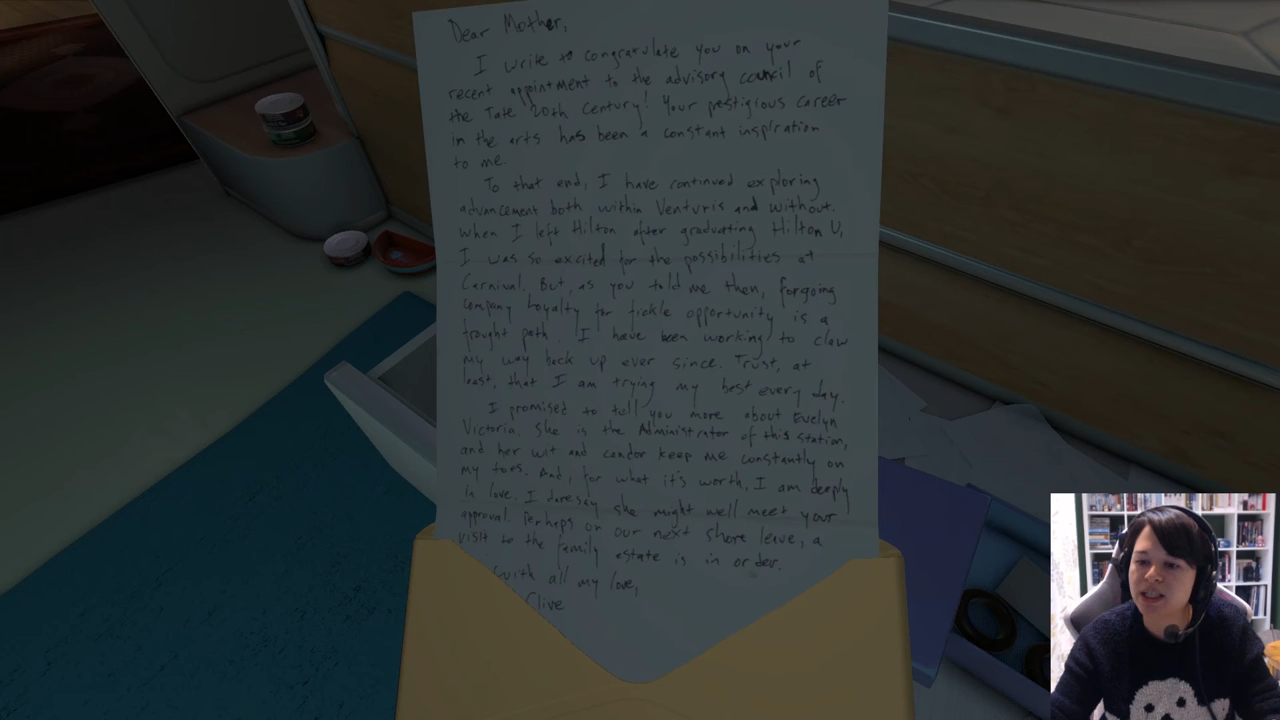 Dear Mother,
I write to congratulate you on your
recent appointment to the advisory council of
the Tate 20th Century! Your prestigious career
in the arts has been a constant inspiration
to me.
To that end, I have continued exploring
advancement both within Venturis and without.
When I left Hilton after graduating Hilton U,
I was so excited for the possibilities at
Carnival. But, as you told me then, forgoing
company loyalty for fickle opportunity is a
fraught path. I have been working to claw
my way back up ever since. Trust, at
least, that I am trying my best every day.
I promised to tell you more about Evelyn
Victoria. She is the Administrator of this station,
and her wit and candor keep me constantly on
my toes. And, for what it's worth, I am deeply
in love. I daresay she might well meet your
approval. Perhaps on our next shore leave, a
visit to the family estate is in order.
With all my love,
Clive